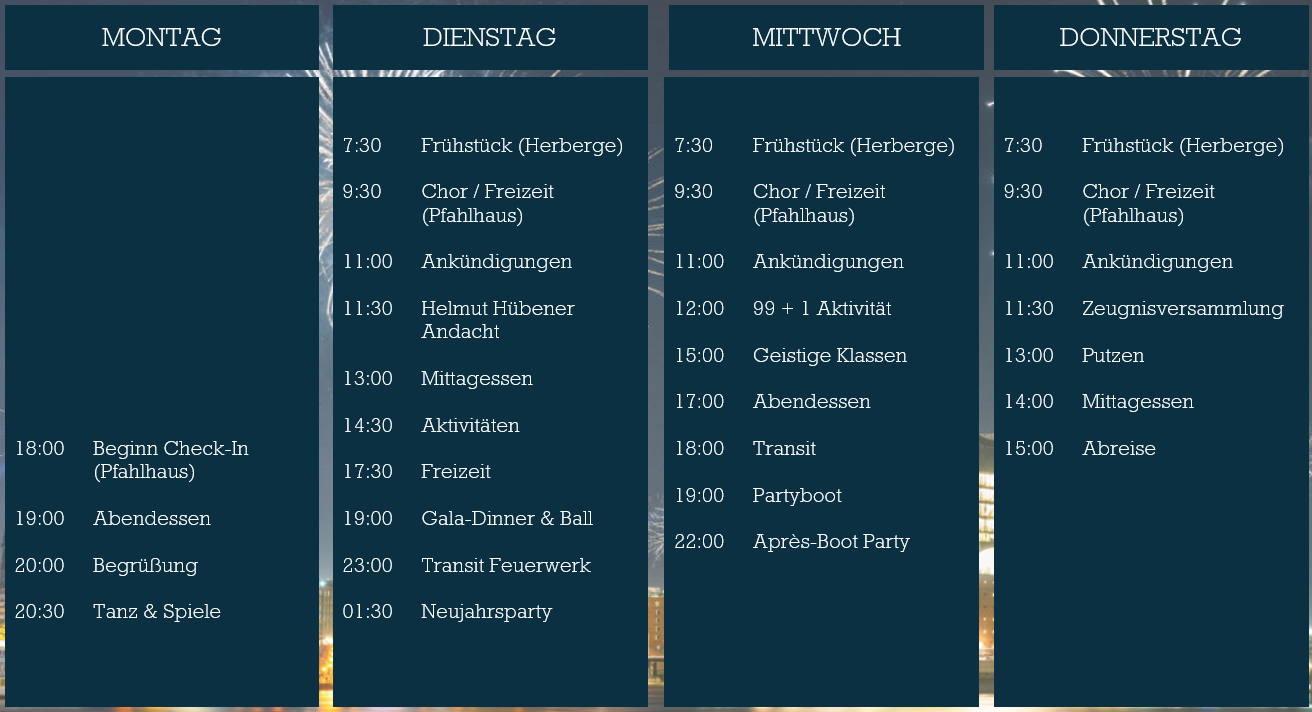 MONTAG
18:00 Beginn Check-In
(Pfahlhaus)
19:00 Abendessen
20:00 Begrüßung
20:30 Tanz & Spiele
DIENSTAG
7:30 Frühstück (Herberge)
9:30 Chor / Freizeit
(Pfahlhaus)
11:00 Ankündigungen
11:30 Helmut Hübener
Andacht
13:00 Mittagessen
14:30 Aktivitäten
17:30 Freizeit
19:00 Gala-Dinner & Ball
23:00 Transit Feuerwerk
01:30 Neujahrsparty
MITTWOCH
7:30 Frühstück (Herberge)
9:30 Chor / Freizeit
(Pfahlhaus)
11:00 Ankündigungen
12:00 99 + 1 Aktivität
15:00 Geistige Klassen
17:00 Abendessen
18:00 Transit
19:00 Partyboot
22:00 Après-Boot Party
DONNERSTAG
7:30 Frühstück (Herberge)
9:30 Chor / Freizeit
(Pfahlhaus)
11:00 Ankündigungen
11:30 Zeugnisversammlung
13:00 Putzen
14:00 Mittagessen
15:00 Abreise